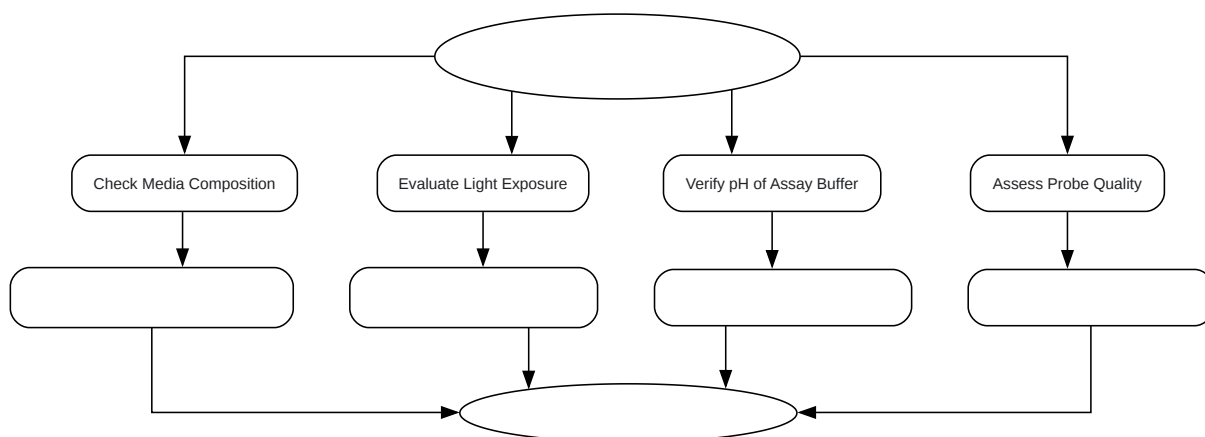 Check Media Composition
Evaluate Light Exposure
Verify pH of Assay Buffer
Assess Probe Quality